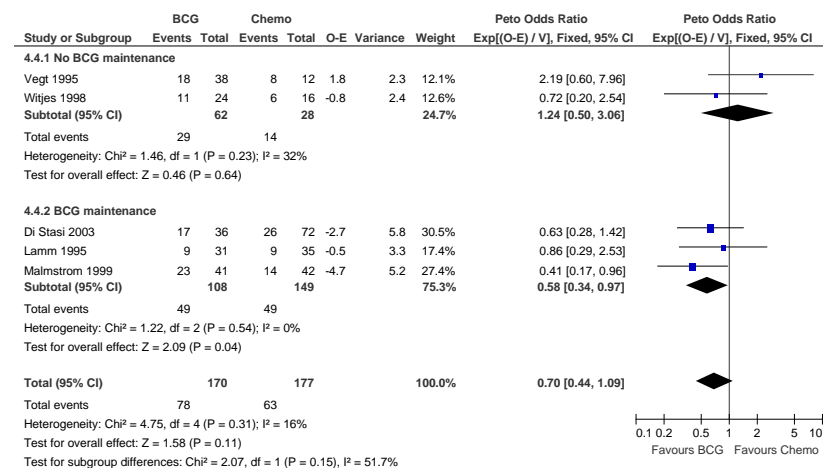 BCG Chemo Peto Odds Ratio Peto Odds Ratio
Study or Subgroup Events Total Events Total O-E Variance Weight Exp[(O-E) / V], Fixed, 95% CI Exp[(O-E) / V], Fixed, 95% CI
4.4.1 No BCG maintenance
Vegt 1995 18 38 8 12 1.8 2.3 12.1% 2.19 [0.60, 7.96]
Witjes 1998 11 24 6 16 -0.8 2.4 12.6% 0.72 [0.20, 2.54]
Subtotal (95% CI) 62 28 24.7% 1.24 [0.50, 3.06]
Total events 29 14
Heterogeneity: Chi² = 1.46, df = 1 (P = 0.23); I² = 32%
Test for overall effect: Z = 0.46 (P = 0.64)
4.4.2 BCG maintenance
Di Stasi 2003 17 36 26 72 -2.7 5.8 30.5% 0.63 [0.28, 1.42]
Lamm 1995 9 31 9 35 -0.5 3.3 17.4% 0.86 [0.29, 2.53]
Malmstrom 1999 23 41 14 42 -4.7 5.2 27.4% 0.41 [0.17, 0.96]
Subtotal (95% CI) 108 149 75.3% 0.58 [0.34, 0.97]
Total events 49 49
Heterogeneity: Chi² = 1.22, df = 2 (P = 0.54); I² = 0%
Test for overall effect: Z = 2.09 (P = 0.04)
Total (95% CI) 170 177 100.0% 0.70 [0.44, 1.09]
Total events 78 63
Heterogeneity: Chi² = 4.75, df = 4 (P = 0.31); I² = 16%
Test for overall effect: Z = 1.58 (P = 0.11)
Test for subgroup differences: Chi² = 2.07, df = 1 (P = 0.15), I² = 51.7%
0.1 0.2 0.5 1 2 5 10
Favours BCG Favours Chemo